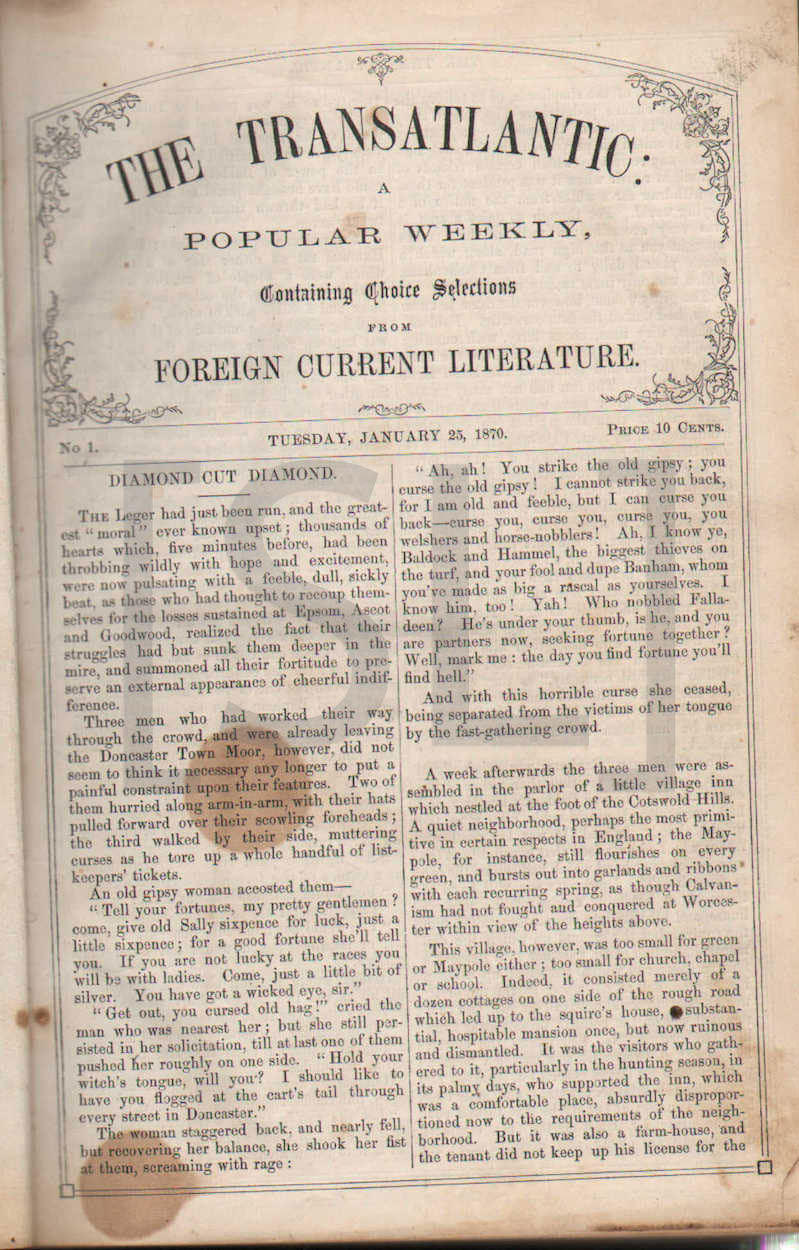 THE TRANSATLANTIC:
A
POPULAR WEEKLY,
Containing Choice Selections
FROM
FOREIGN CURRENT LITERATURE.
No 1.
TUESDAY, JANUARY 25, 1870.
PRICE 10 CENTS.
DIAMOND CUT DIAMOND.
THE Leger had just been run, and the great-
est "moral" ever known upset; thousands of
hearts which, five minutes before, had been
throbbing wildly with hope and excitement,
were now pulsating with a feeble, dull, sickly
beat, as those who had thought to recoup them-
selves for the losses sustained at Epsom, Ascot
and Goodwood, realized the fact that their
struggles had but sunk them deeper in the
mire, and summoned all their fortitude to pre-
serve an external appearance of cheerful indif-
ference.
Three men who had worked their way
through the crowd, and were already leaving
the Doncaster Town Moor, however, did not
seem to think it necessary any longer to put a
painful constraint upon their features. Two of
them hurried along arm-in-arm, with their hats
pulled forward over their scowling foreheads;
the third walked by their side, muttering
curses as he tore up a whole handful of list-
keepers' tickets.
An old gipsy woman accosted them—
"Tell your fortunes, my pretty gentlemen?
come, give old Sally sixpence for luck, just a
little sixpence; for a good fortune she'll tell
you. If you are not lucky at the races you
will be with ladies. Come, just a little bit of
silver. You have got a wicked eye, sir."
"Get out, you cursed old hag!" cried the
man who was nearest her; but she still per-
sisted in her solicitation, till at last one of them
pushed her roughly on one side. "Hold your
witch's tongue, will you? I should like to
have you flogged at the cart's tail through
every street in Doncaster."
The woman staggered back, and nearly fell,
but recovering her balance, she shook her fist
at them, screaming with rage:
"Ah, ah! You strike the old gipsy; you
curse the old gipsy! I cannot strike you back,
for I am old and feeble, but I can curse you
back—curse you, curse you, curse you, you
welshers and horse-nobblers! Ah, I know ye,
Baldock and Hammel, the biggest thieves on
the turf, and your fool and dupe Banham, whom
you've made as big a rascal as yourselves. I
know him, too! Yah! Who nobbled Falla-
deen? He's under your thumb, is he, and you
are partners now, seeking fortune together?
Well, mark me: the day you find fortune you'll
find hell."
And with this horrible curse she ceased,
being separated from the victims of her tongue
by the fast-gathering crowd.
A week afterwards the three men were as-
sembled in the parlor of a little village inn
which nestled at the foot of the Cotswold Hills.
A quiet neighborhood, perhaps the most primi-
tive in certain respects in England; the May-
pole, for instance, still flourishes on every
green, and bursts out into garlands and ribbons
with each recurring spring, as though Calvan-
ism had not fought and conquered at Worces-
ter within view of the heights above.
This village, however, was too small for green
or Maypole either; too small for church, chapel
or school. Indeed, it consisted merely of a
dozen cottages on one side of the rough road
which led up to the squire's house, substan-
tial, hospitable mansion once, but now ruinous
and dismantled. It was the visitors who gath-
ered to it, particularly in the hunting season, in
its palmy days, who supported the inn, which
was a comfortable place, absurdly dispropor-
tioned now to the requirements of the neigh-
borhood. But it was also a farm-house, and
the tenant did not keep up his license for the